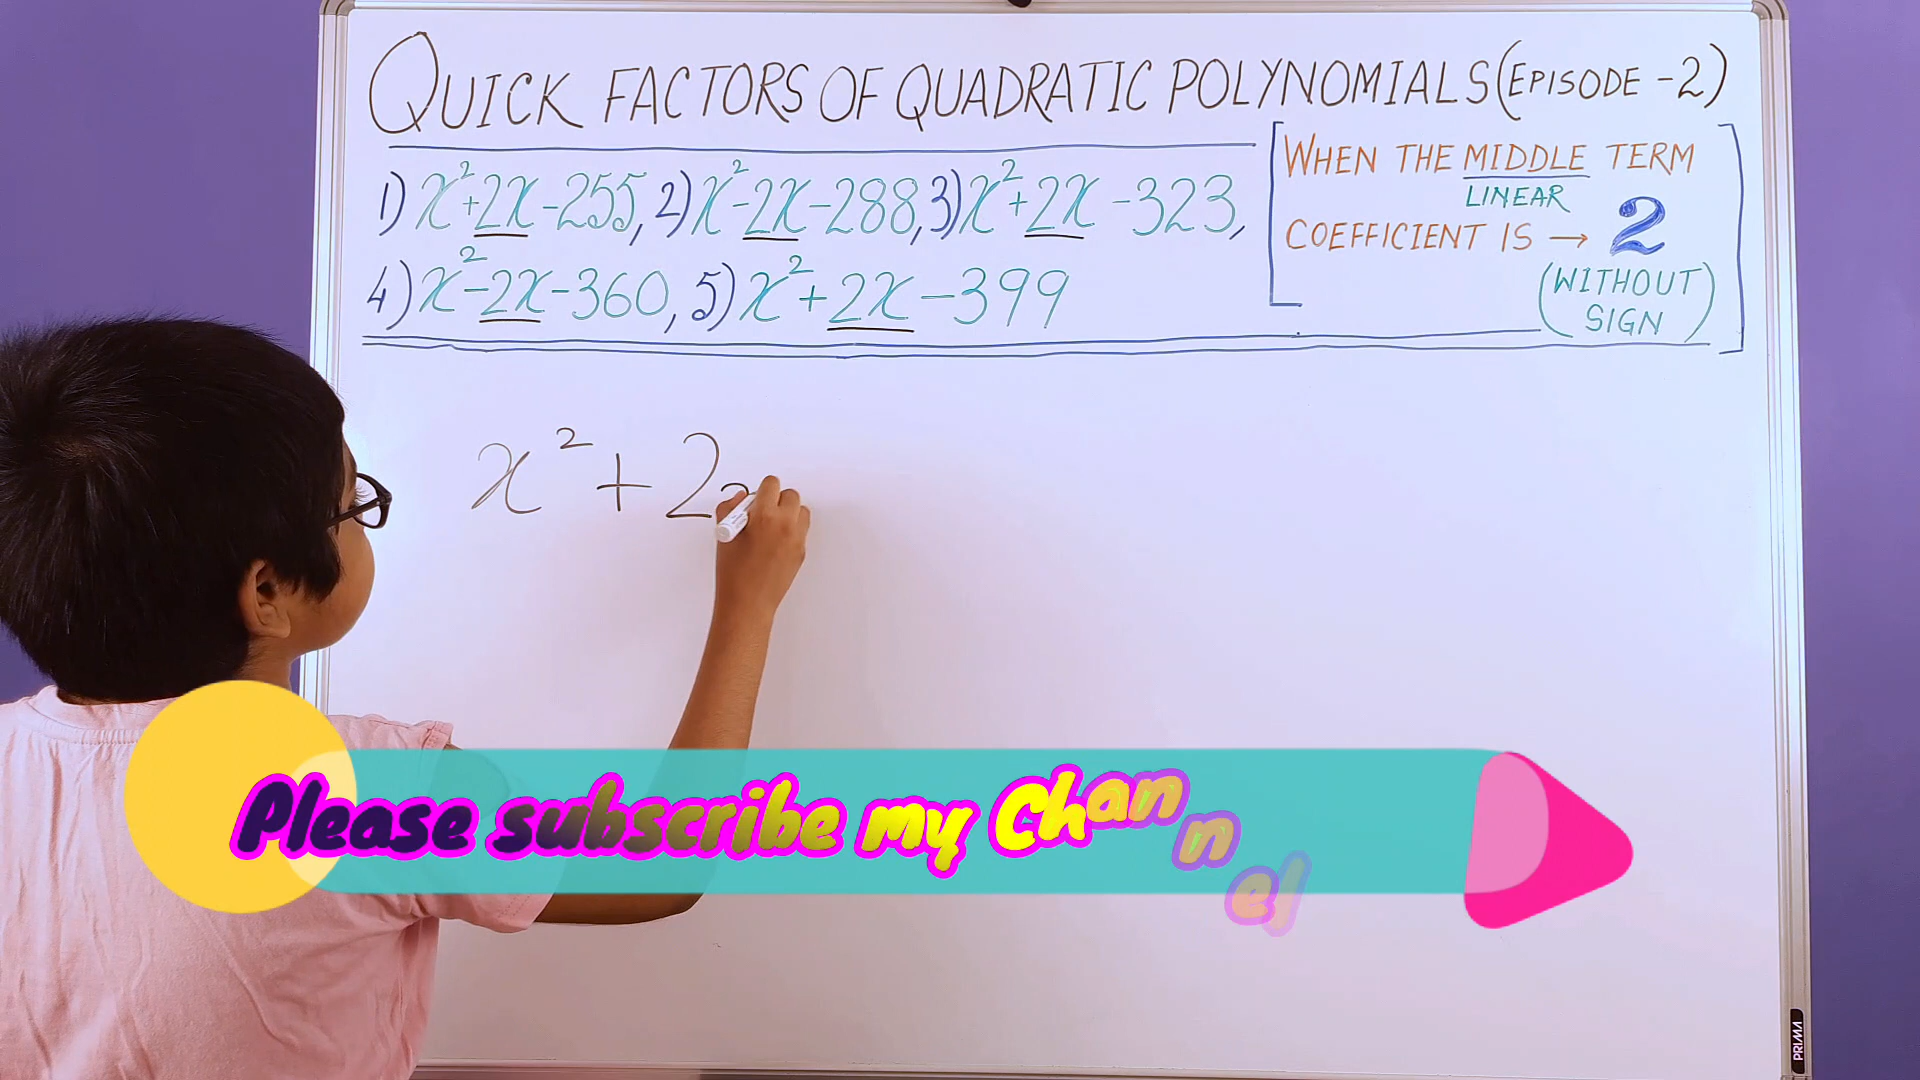 QUICK FACTORS OF QUADRATIC POLYNOMIALS (EPISODE -2)
1) x²+2x-255, 2) x²-2x-288, 3) x²+2x-323,
4) x²-2x-360, 5) x²+2x-399
[WHEN THE MIDDLE TERM
LINEAR
COEFFICIENT IS → 2
(WITHOUT
SIGN)]
x² + 2x
Please subscribe my Channel
PRIMA